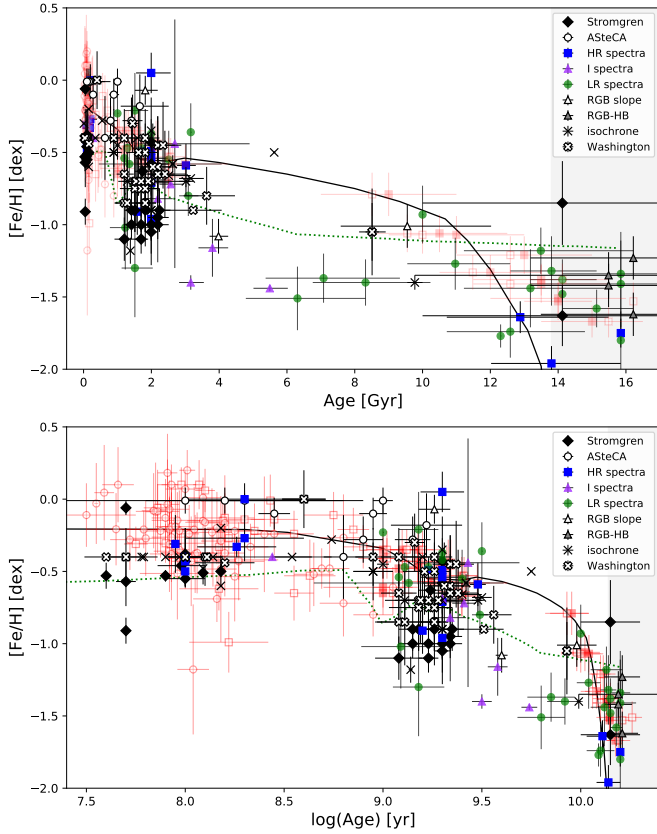 0.5
0.0
−0.5
−1.0
−1.5
−2.0
[Fe/H] [dex]
0 2 4 6 8 10 12 14 16
Age [Gyr]
Stromgren
ASteCA
HR spectra
I spectra
LR spectra
RGB slope
RGB-HB
isochrone
Washington
0.5
0.0
−0.5
−1.0
−1.5
−2.0
[Fe/H] [dex]
7.5 8.0 8.5 9.0 9.5 10.0
log(Age) [yr]
Stromgren
ASteCA
HR spectra
I spectra
LR spectra
RGB slope
RGB-HB
isochrone
Washington